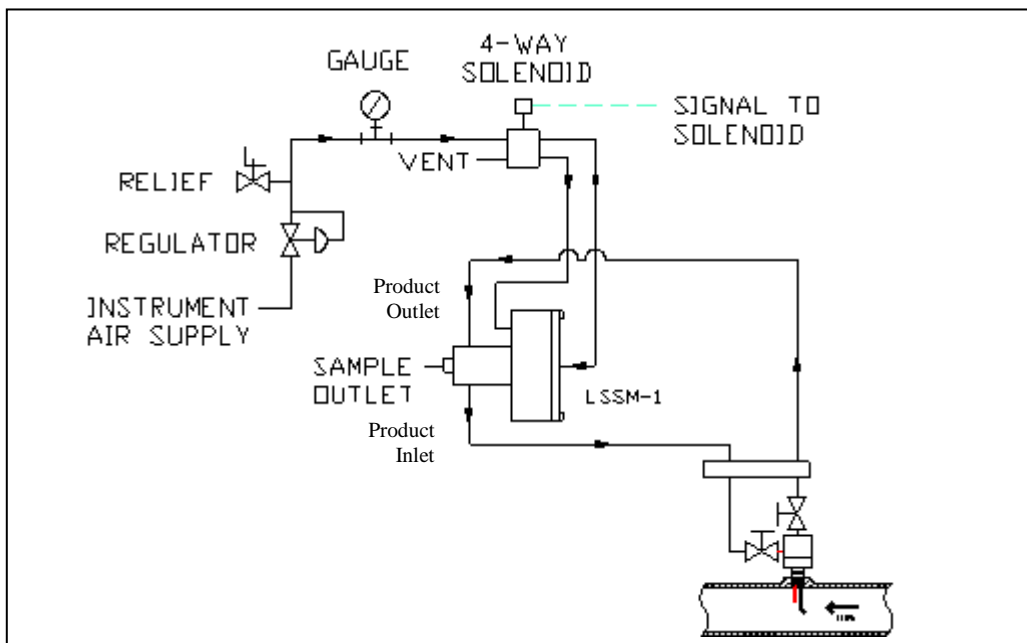 4-WAY
SOLENOID
GAUGE
SIGNAL TO
SOLENOID
VENT
RELIEF
REGULATOR
INSTRUMENT
AIR SUPPLY
Product
Outlet
SAMPLE
OUTLET
LSSM-1
Product
Inlet